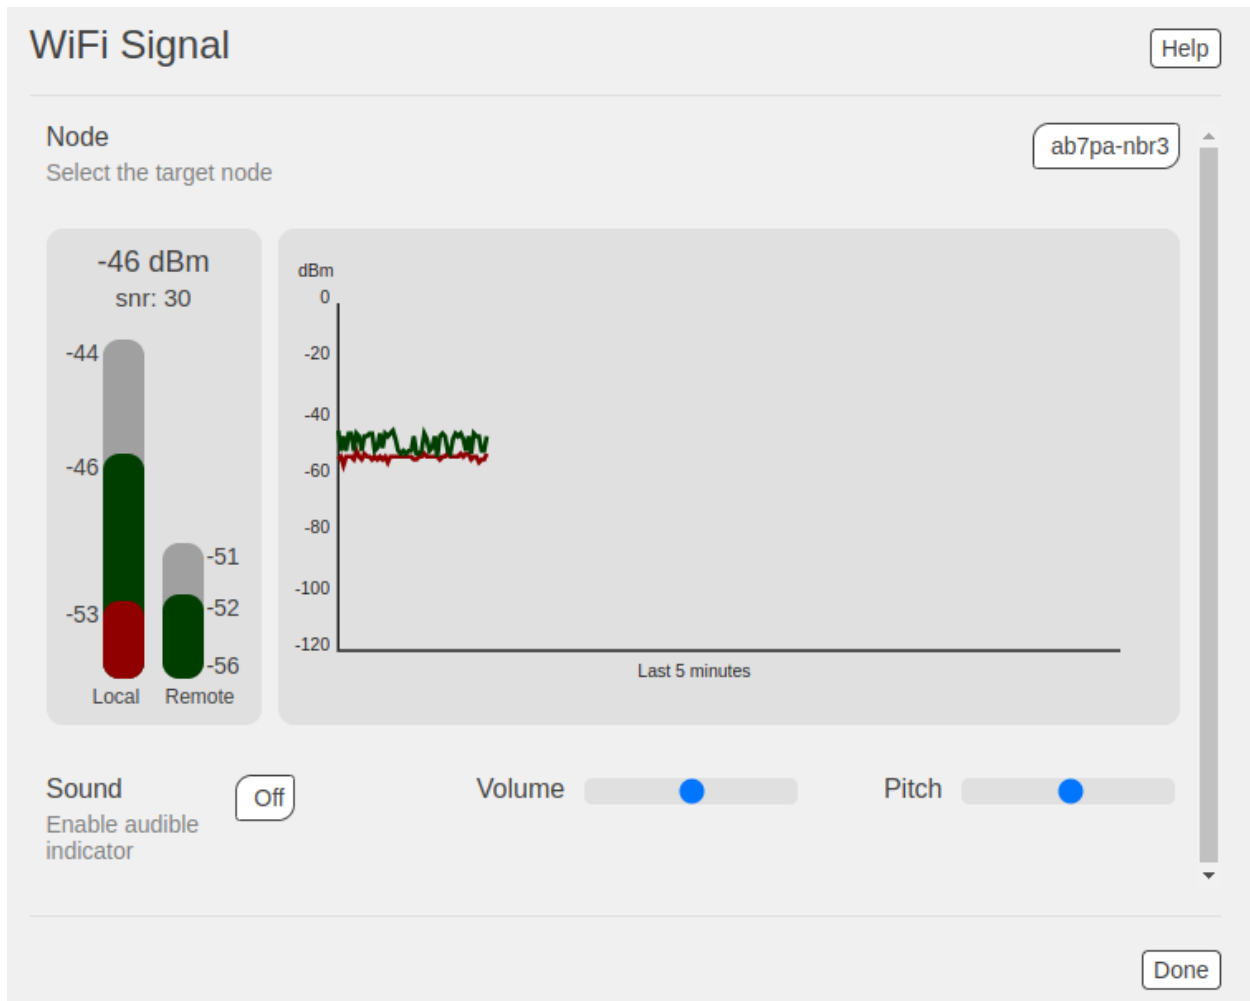 WiFi Signal
Help
Node
Select the target node
ab7pa-nbr3
-46 dBm
snr: 30
-44
-46
-53
-51
-52
-56
Local
Remote
dBm
0
-20
-40
-60
-80
-100
-120
Last 5 minutes
Sound
Enable audible
indicator
Off
Volume
Pitch
Done